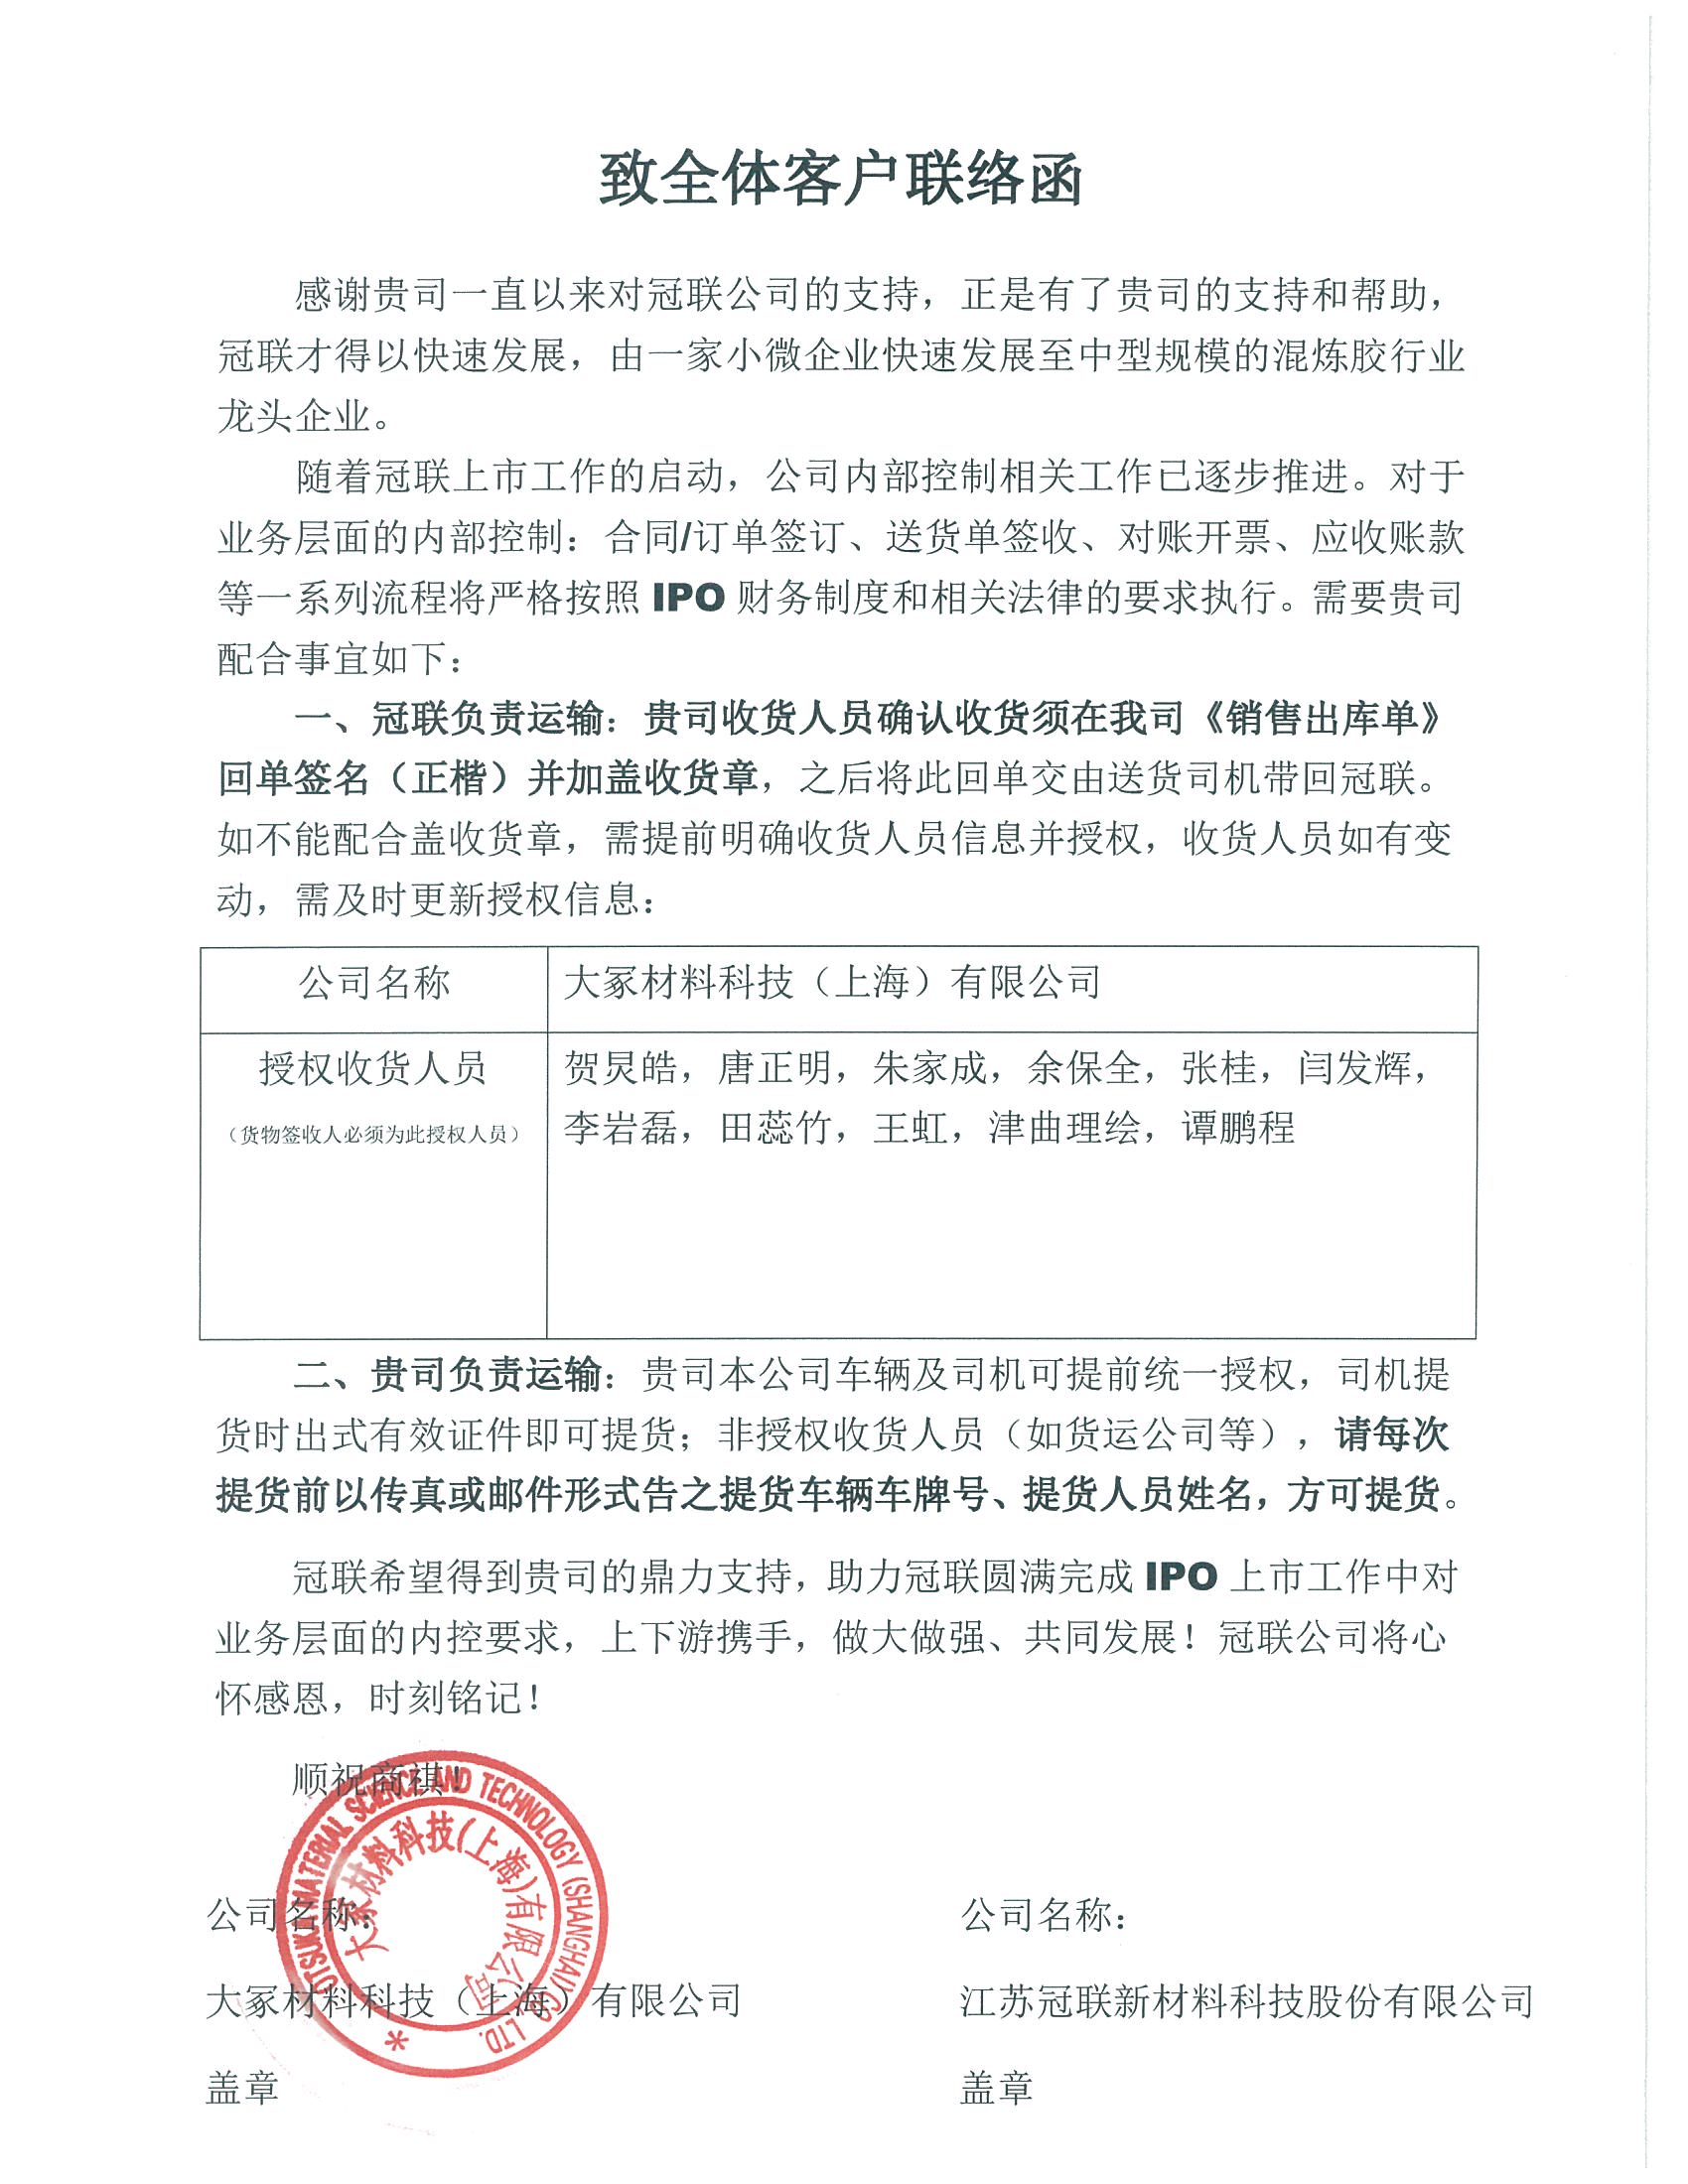 致全体客户联络函
感谢贵司一直以来对冠联公司的支持，正是有了贵司的支持和帮助，
冠联才得以快速发展，由一家小微企业快速发展至中型规模的混炼胶行业
龙头企业。
随着冠联上市工作的启动，公司内部控制相关工作已逐步推进。对于
业务层面的内部控制：合同/订单签订、送货单签收、对账开票、应收账款
等一系列流程将严格按照 IPO 财务制度和相关法律的要求执行。需要贵司
配合事宜如下：
一、冠联负责运输：贵司收货人员确认收货须在我司《销售出库单》
回单签名（正楷）并加盖收货章，之后将此回单交由送货司机带回冠联。
如不能配合盖收货章，需提前明确收货人员信息并授权，收货人员如有变
动，需及时更新授权信息：
公司名称
大冢材料科技（上海）有限公司
授权收货人员
（货物签收人必须为此授权人员）
贺炅皓，唐正明，朱家成，余保全，张桂，闫发辉，
李岩磊，田蕊竹，王虹，津曲理绘，谭鹏程
二、贵司负责运输：贵司本公司车辆及司机可提前统一授权，司机提
货时出式有效证件即可提货；非授权收货人员（如货运公司等），请每次
提货前以传真或邮件形式告之提货车辆车牌号、提货人员姓名，方可提货。
冠联希望得到贵司的鼎力支持，助力冠联圆满完成 IPO 上市工作中对
业务层面的内控要求，上下游携手，做大做强、共同发展！冠联公司将心
怀感恩，时刻铭记！
顺祝商祺！
OTSUKA MATERIAL SCIENCE AND TECHNOLOGY (SHANGHAI) CO., LTD.
大冢材料科技(上海)有限公司
*
公司名称：
大冢材料科技（上海）有限公司
盖章
公司名称：
江苏冠联新材料科技股份有限公司
盖章